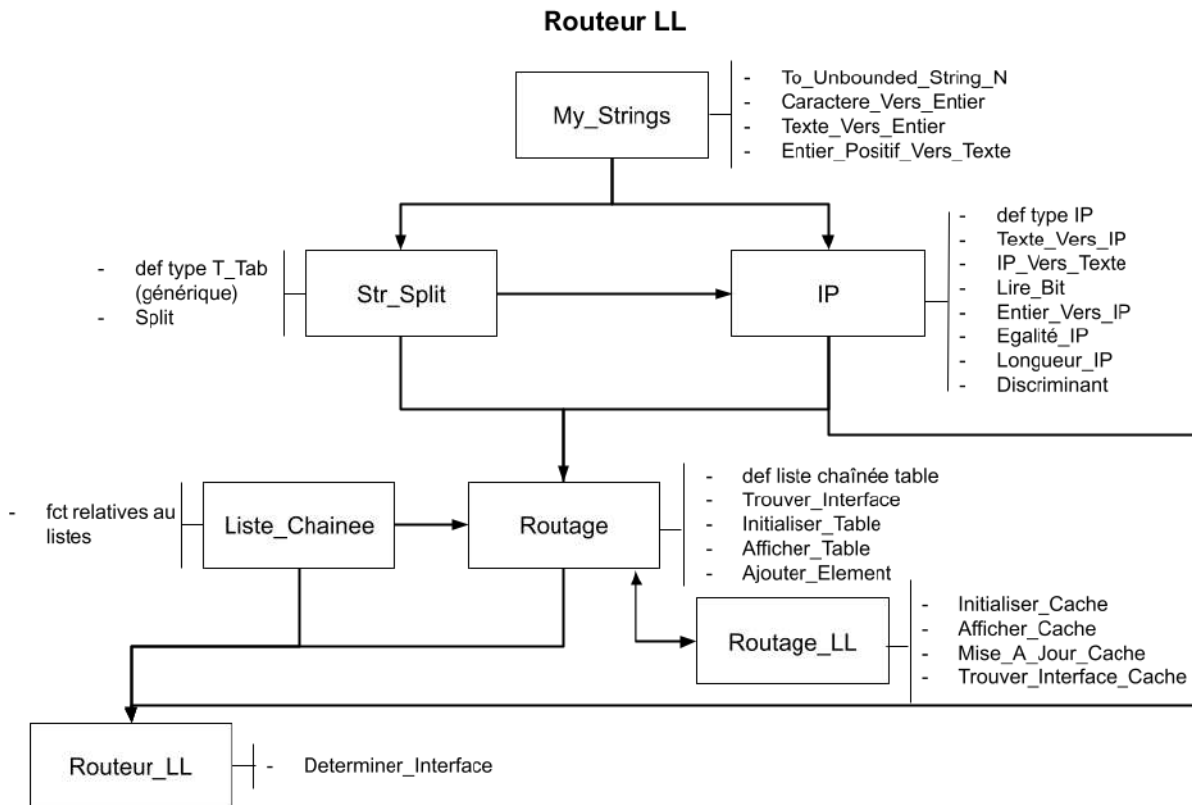 Routeur LL
My_Strings
- To_Unbounded_String_N
- Caractere_Vers_Entier
- Texte_Vers_Entier
- Entier_Positif_Vers_Texte
- def type T_Tab
(générique)
- Split
Str_Split
IP
- def type IP
- Texte_Vers_IP
- IP_Vers_Texte
- Lire_Bit
- Entier_Vers_IP
- Egalité_IP
- Longueur_IP
- Discriminant
- fct relatives au
listes
Liste_Chainee
Routage
- def liste chaînée table
- Trouver_Interface
- Initialiser_Table
- Afficher_Table
- Ajouter_Element
Routage_LL
- Initialiser_Cache
- Afficher_Cache
- Mise_A_Jour_Cache
- Trouver_Interface_Cache
Routeur_LL
- Determiner_Interface